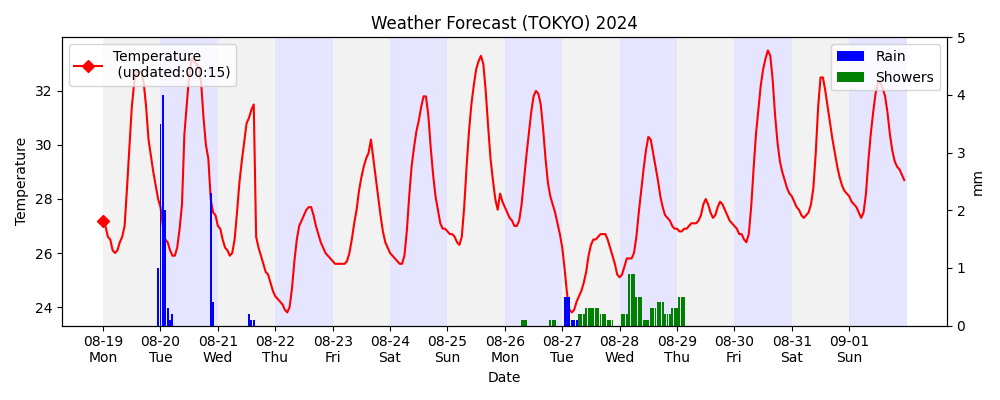 Weather Forecast (TOKYO) 2024
Temperature
(updated:00:15)
Rain
Showers
Temperature
32
30
28
26
24
5
4
3
2
1
0
mm
08-19 08-20 08-21 08-22 08-23 08-24 08-25 08-26 08-27 08-28 08-29 08-30 08-31 09-01
Mon Tue Wed Thu Fri Sat Sun Mon Tue Wed Thu Fri Sat Sun
Date